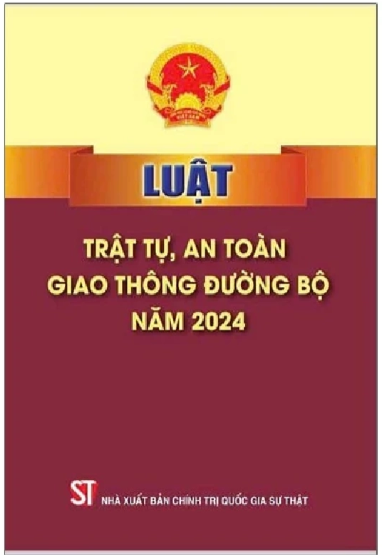 LUẬT
TRẬT TỰ, AN TOÀN
GIAO THÔNG ĐƯỜNG BỘ
NĂM 2024
ST NHÀ XUẤT BẢN CHÍNH TRỊ QUỐC GIA SỰ THẬT